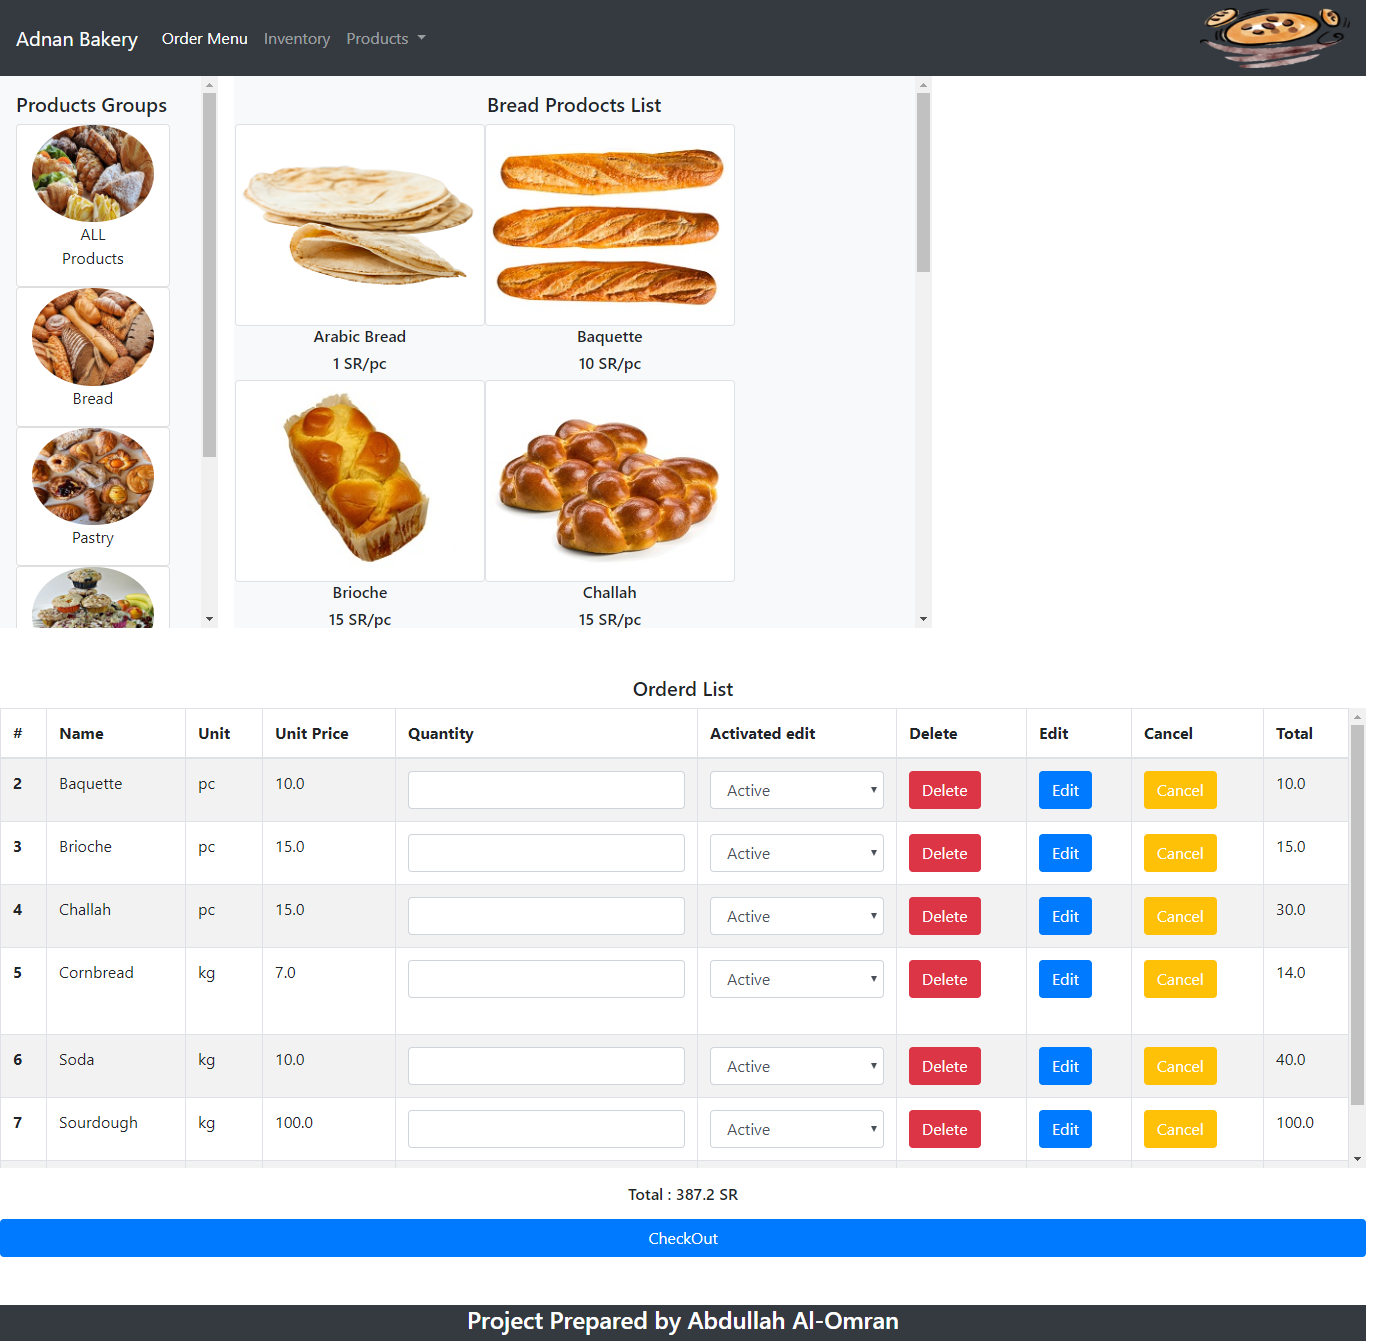 Adnan Bakery Order Menu Inventory Products
Products Groups
ALL
Products
Bread
Pastry
Bread Prodocts List
Arabic Bread Baquette
1 SR/pc 10 SR/pc
Brioche Challah
15 SR/pc 15 SR/pc
Orderd List
# Name Unit Unit Price Quantity Activated edit Delete Edit Cancel Total
2 Baquette pc 10.0 Active Delete Edit Cancel 10.0
3 Brioche pc 15.0 Active Delete Edit Cancel 15.0
4 Challah pc 15.0 Active Delete Edit Cancel 30.0
5 Cornbread kg 7.0 Active Delete Edit Cancel 14.0
6 Soda kg 10.0 Active Delete Edit Cancel 40.0
7 Sourdough kg 100.0 Active Delete Edit Cancel 100.0
Total : 387.2 SR
CheckOut
Project Prepared by Abdullah Al-Omran